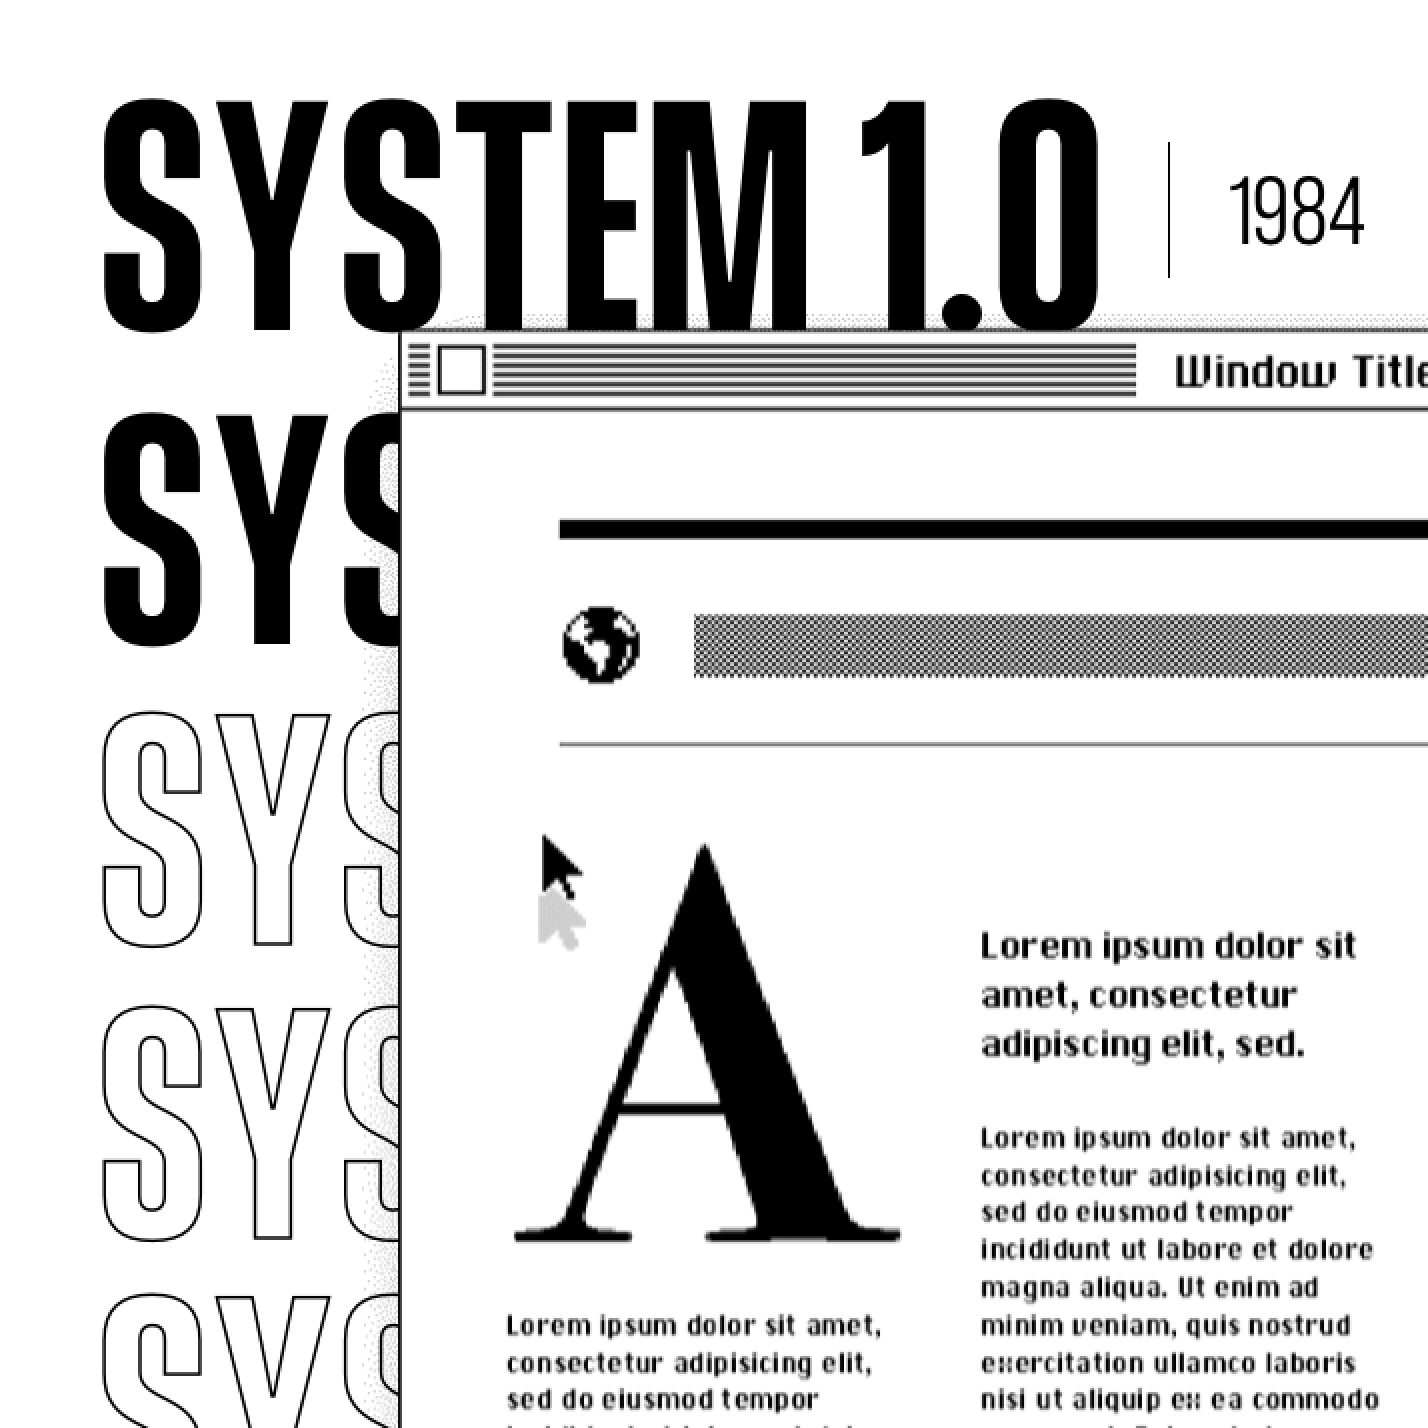 SYSTEM 1.0
1984
Window Title
SYS
SYS
SYS
SYS
A
Lorem ipsum dolor sit
amet, consectetur
adipiscing elit, sed.
Lorem ipsum dolor sit amet,
consectetur adipisicing elit,
sed do eiusmod tempor
incididunt ut labore et dolore
magna aliqua. Ut enim ad
minim veniam, quis nostrud
exercitation ullamco laboris
nisi ut aliquip ex ea commodo
Lorem ipsum dolor sit amet,
consectetur adipisicing elit,
sed do eiusmod tempor